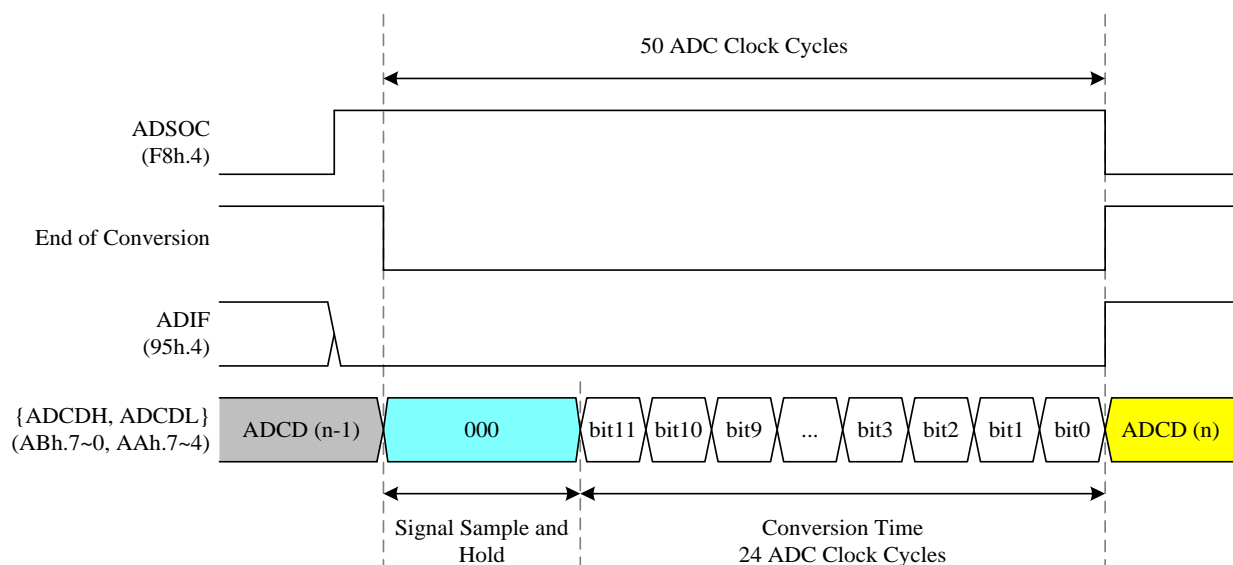 50 ADC Clock Cycles
ADSOC
(F8h.4)
End of Conversion
ADIF
(95h.4)
{ADCDH, ADCDL}
(ABh.7~0, AAh.7~4)
ADCD (n-1)
000
bit11
bit10
bit9
...
bit3
bit2
bit1
bit0
ADCD (n)
Signal Sample and
Hold
Conversion Time
24 ADC Clock Cycles